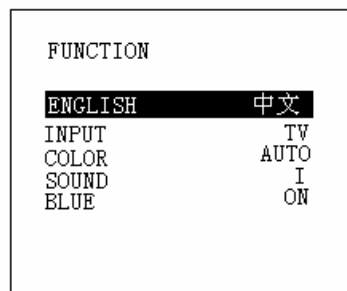 FUNCTION
ENGLISH 中文
INPUT TV
COLOR AUTO
SOUND I
BLUE ON